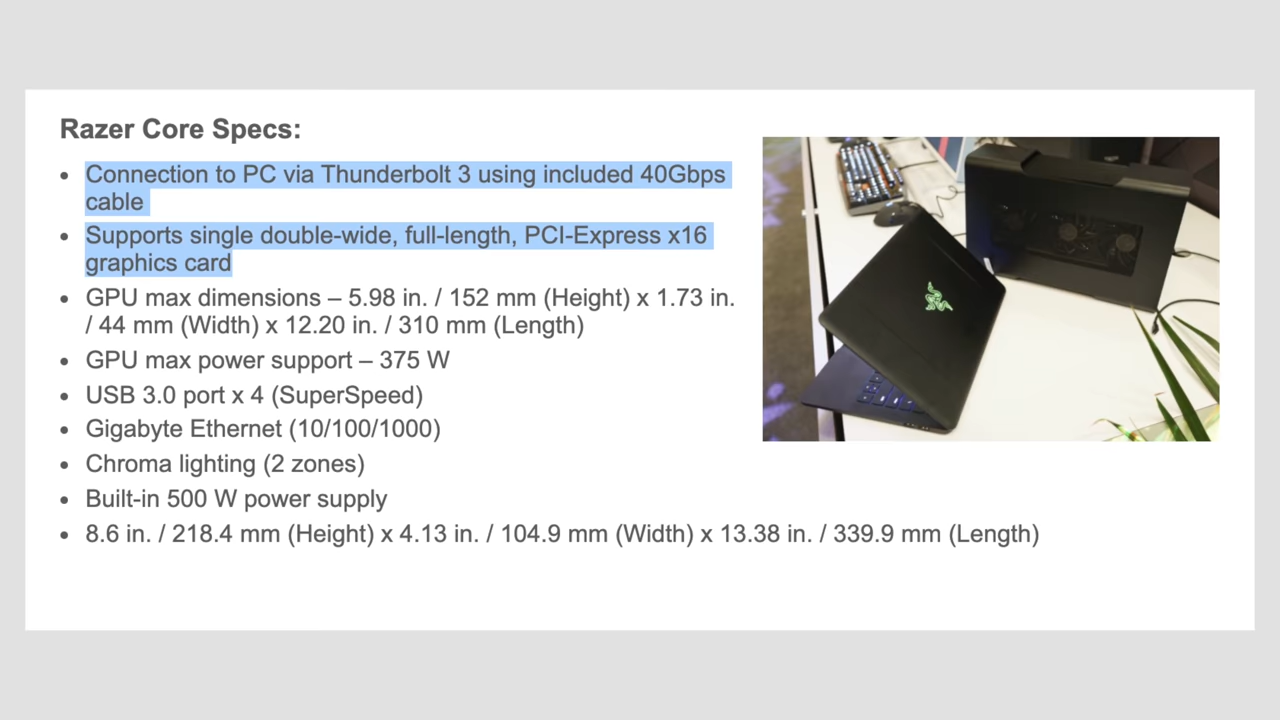 Razer Core Specs:
• Connection to PC via Thunderbolt 3 using included 40Gbps
cable
• Supports single double-wide, full-length, PCI-Express x16
graphics card
• GPU max dimensions – 5.98 in. / 152 mm (Height) x 1.73 in.
/ 44 mm (Width) x 12.20 in. / 310 mm (Length)
• GPU max power support – 375 W
• USB 3.0 port x 4 (SuperSpeed)
• Gigabyte Ethernet (10/100/1000)
• Chroma lighting (2 zones)
• Built-in 500 W power supply
• 8.6 in. / 218.4 mm (Height) x 4.13 in. / 104.9 mm (Width) x 13.38 in. / 339.9 mm (Length)